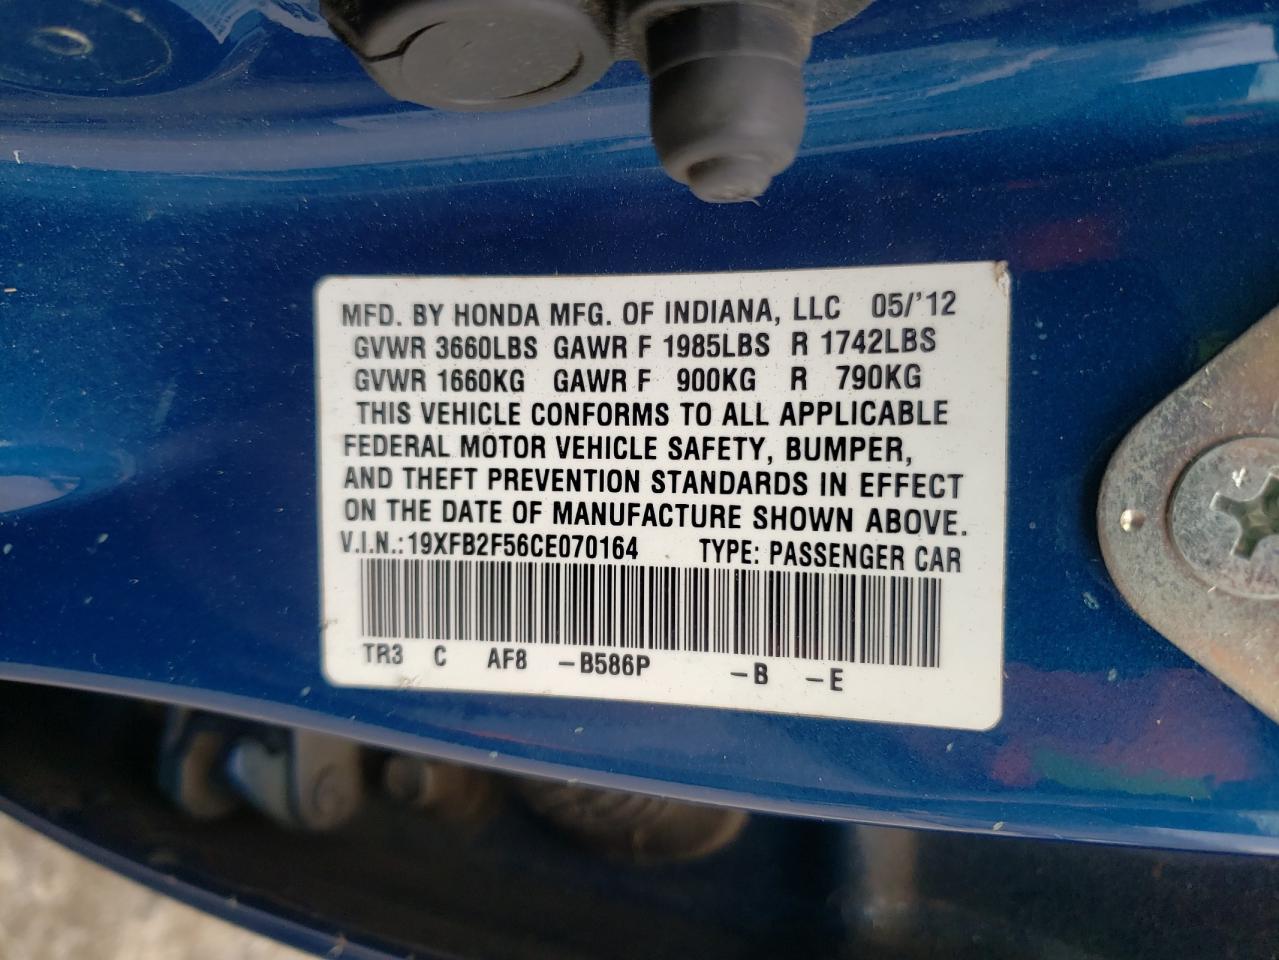 MFD. BY HONDA MFG. OF INDIANA, LLC 05/'12
GVWR 3660LBS GAWR F 1985LBS R 1742LBS
GVWR 1660KG GAWR F 900KG R 790KG
THIS VEHICLE CONFORMS TO ALL APPLICABLE
FEDERAL MOTOR VEHICLE SAFETY, BUMPER,
AND THEFT PREVENTION STANDARDS IN EFFECT
ON THE DATE OF MANUFACTURE SHOWN ABOVE.
V.I.N.:19XFB2F56CE070164 TYPE: PASSENGER CAR
TR3 C AF8 -B586P -B -E